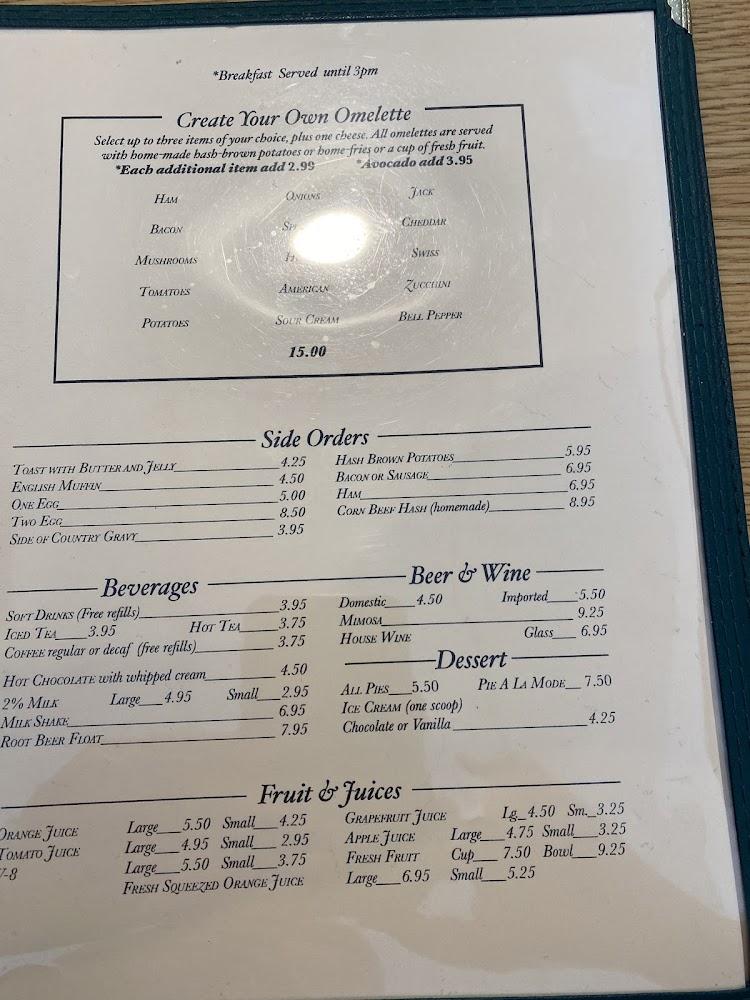 *Breakfast Served until 3pm
Create Your Own Omelette
Select up to three items of your choice, plus one cheese. All omelettes are served
with home-made hash-brown potatoes or home-fries or a cup of fresh fruit.
*Each additional item add 2.99 *Avocado add 3.95
Ham Onions Jack
Bacon Cheddar
Mushrooms Swiss
Tomatoes American Zucchini
Potatoes Sour Cream Bell Pepper
15.00
Side Orders
Toast with Butter and Jelly 4.25
English Muffin 4.50
One Egg 5.00
Two Egg 8.50
Side of Country Gravy 3.95
Hash Brown Potatoes 5.95
Bacon or Sausage 6.95
Ham 6.95
Corn Beef Hash (homemade) 8.95
Beverages
Soft Drinks (Free refills) 3.95
Iced Tea 3.95 Hot Tea 3.75
Coffee regular or decaf (free refills) 3.75
Hot Chocolate with whipped cream 4.50
2% Milk Large 4.95 Small 2.95
Milk Shake 6.95
Root Beer Float 7.95
Beer & Wine
Domestic 4.50 Imported 5.50
Mimosa 9.25
House Wine Glass 6.95
Dessert
All Pies 5.50 Pie A La Mode 7.50
Ice Cream (one scoop)
Chocolate or Vanilla 4.25
Fruit & Juices
Orange Juice Large 5.50 Small 4.25
Tomato Juice Large 4.95 Small 2.95
V-8 Large 5.50 Small 3.75
Fresh Squeezed Orange Juice
Grapefruit Juice Lg. 4.50 Sm. 3.25
Apple Juice Large 4.75 Small 3.25
Fresh Fruit Cup 7.50 Bowl 9.25
Large 6.95 Small 5.25